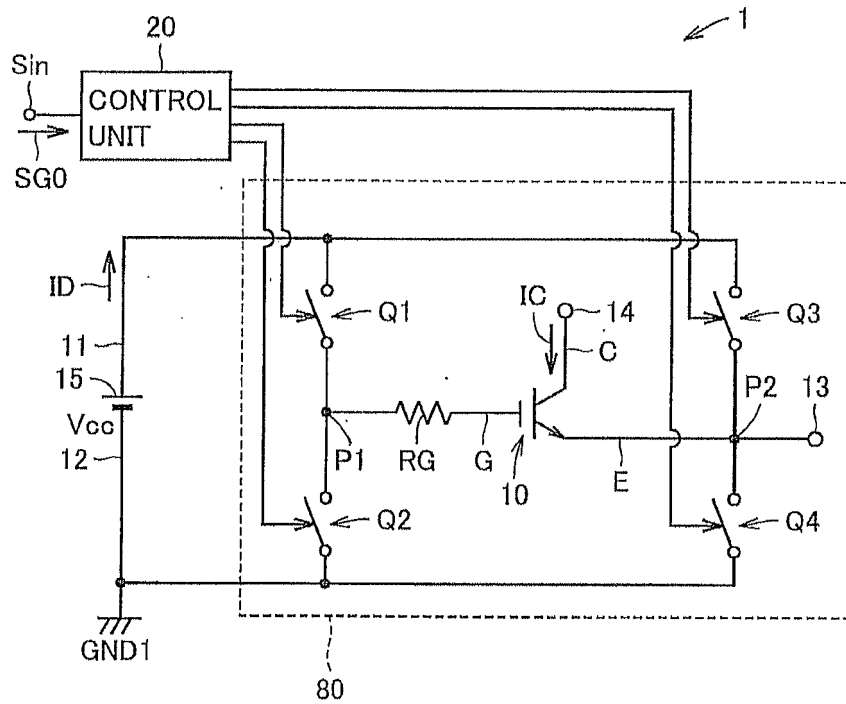 1
20
Sin
CONTROL
UNIT
SG0
ID
11
15
Vcc
12
Q1
IC
14
C
Q3
P2
13
P1
RG
G
10
E
Q2
Q4
GND1
80